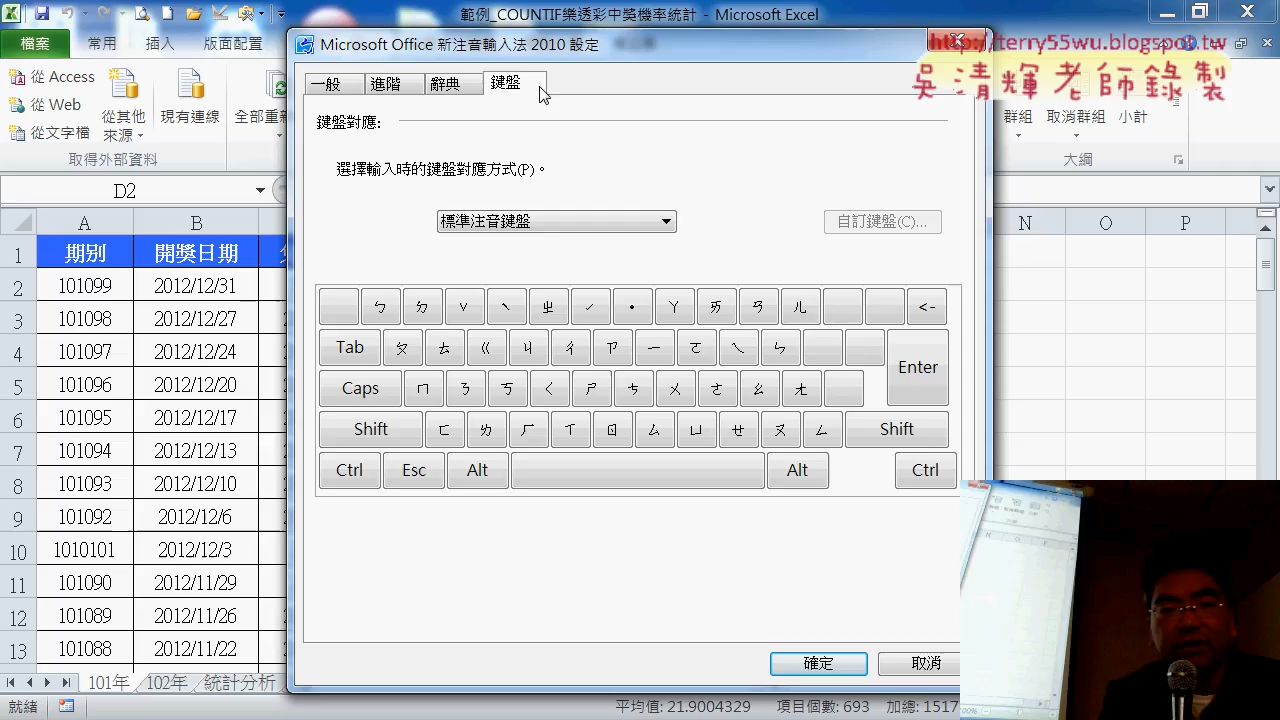 範例_COUNTIF樂透彩中獎機率統計 - Microsoft Excel
檔案 常用 插入 版面配置
http://terry55wu.blogspot.tw
吳清輝老師錄製
從 Access
從 Web
從文字檔
從其他
來源
現有連線
全部重新
取得外部資料
群組 取消群組 小計
大綱
D2
A B N O P
1 期別 開獎日期
2 101099 2012/12/31
3 101098 2012/12/27
4 101097 2012/12/24
5 101096 2012/12/20
6 101095 2012/12/17
7 101094 2012/12/13
8 101093 2012/12/10
9 101092 2012/12/6
10 1010101 2012/12/3
11 101090 2012/11/29
12 101089 2012/11/26
13 101088 2012/11/22
101年 102年 統計分析
就緒
平均值: 21.9004329 項目個數: 693 加總: 1517
Microsoft Office 新注音輸入法 2010 設定
一般 進階 辭典 鍵盤
鍵盤對應:
選擇輸入時的鍵盤對應方式(P)。
標準注音鍵盤
自訂鍵盤(C)...
ㄅ ㄉ ˇ ˋ ㄓ ˊ ˙ ㄚ ㄞ ㄢ ㄦ <-
Tab ㄆ ㄊ ㄍ ㄐ ㄔ ㄗ ㄧ ㄛ ㄟ ㄣ
Enter
Caps ㄇ ㄋ ㄎ ㄑ ㄕ ㄘ ㄨ ㄜ ㄠ ㄤ
Shift ㄈ ㄌ ㄏ ㄒ ㄖ ㄙ ㄩ ㄝ ㄡ ㄥ Shift
Ctrl Esc Alt Alt Ctrl
確定 取消